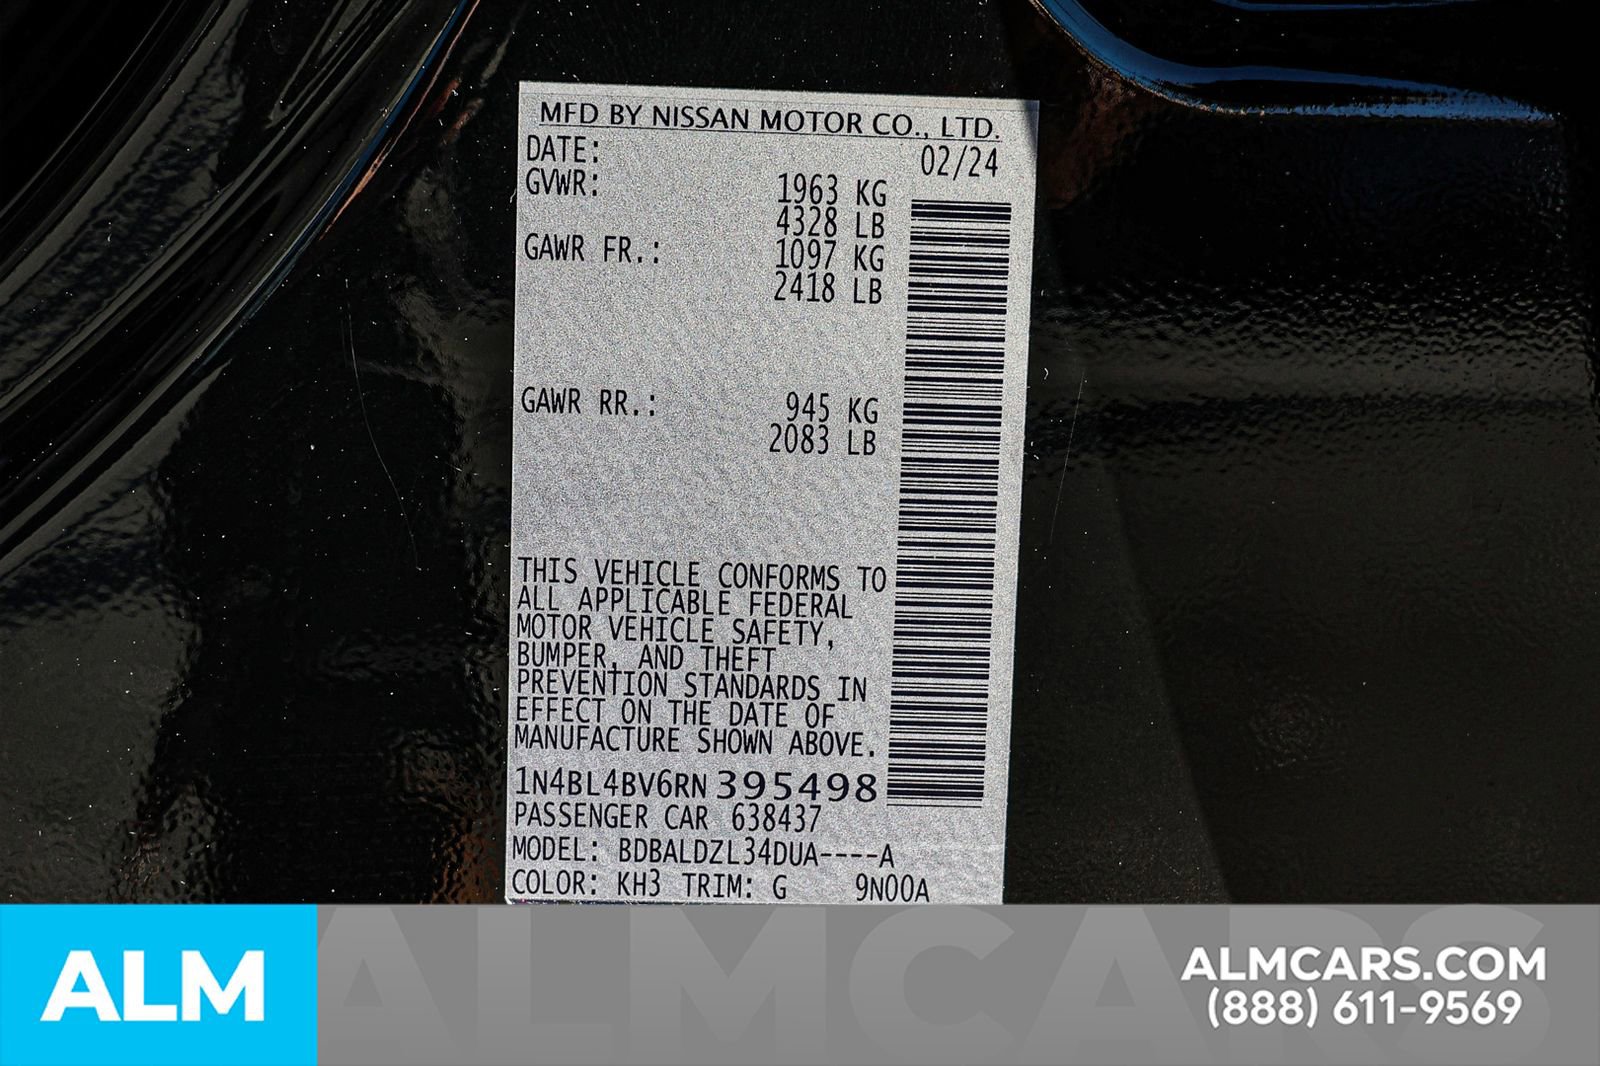 MFD BY NISSAN MOTOR CO., LTD.
DATE: 02/24
GVWR: 1963 KG
4328 LB
GAWR FR.: 1097 KG
2418 LB
GAWR RR.: 945 KG
2083 LB
THIS VEHICLE CONFORMS TO
ALL APPLICABLE FEDERAL
MOTOR VEHICLE SAFETY,
BUMPER, AND THEFT
PREVENTION STANDARDS IN
EFFECT ON THE DATE OF
MANUFACTURE SHOWN ABOVE.
1N4BL4BV6RN 395498
PASSENGER CAR 638437
MODEL: BDBALDZL34DUA----A
COLOR: KH3 TRIM: G 9N00A
ALM
ALMCARS
ALMCARS.COM
(888) 611-9569